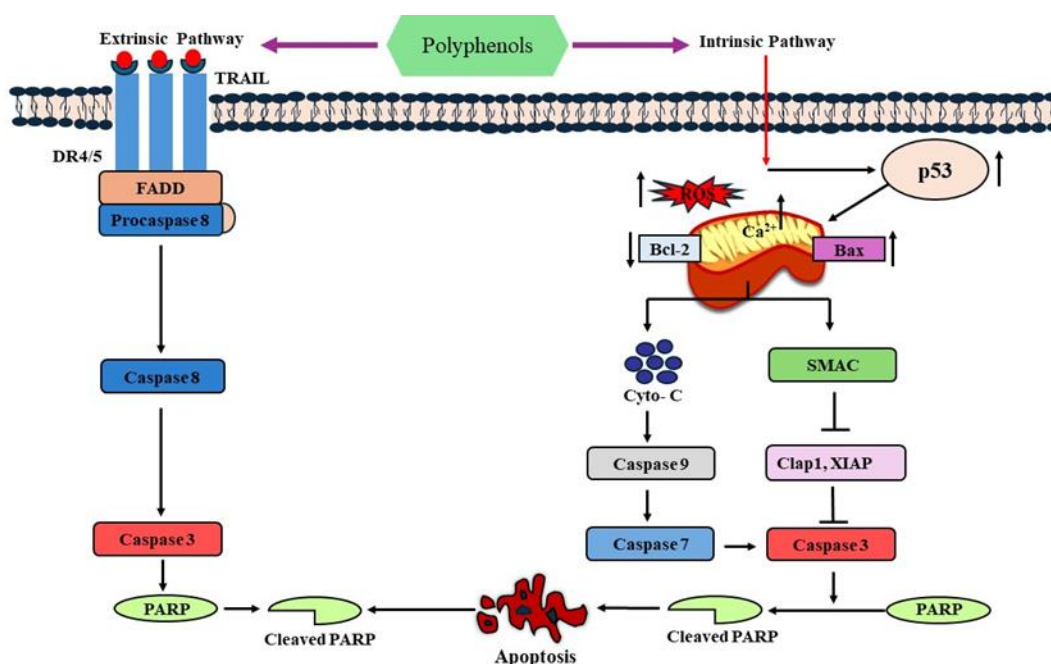 Polyphenols
Extrinsic Pathway
Intrinsic Pathway
TRAIL
DR4/5
FADD
Procaspase 8
p53
ROS
Ca²⁺
Bcl-2
Bax
Caspase 8
Cyto- C
SMAC
Caspase 9
Clap1, XIAP
Caspase 3
Caspase 7
Caspase 3
PARP
Cleaved PARP
Apoptosis
Cleaved PARP
PARP